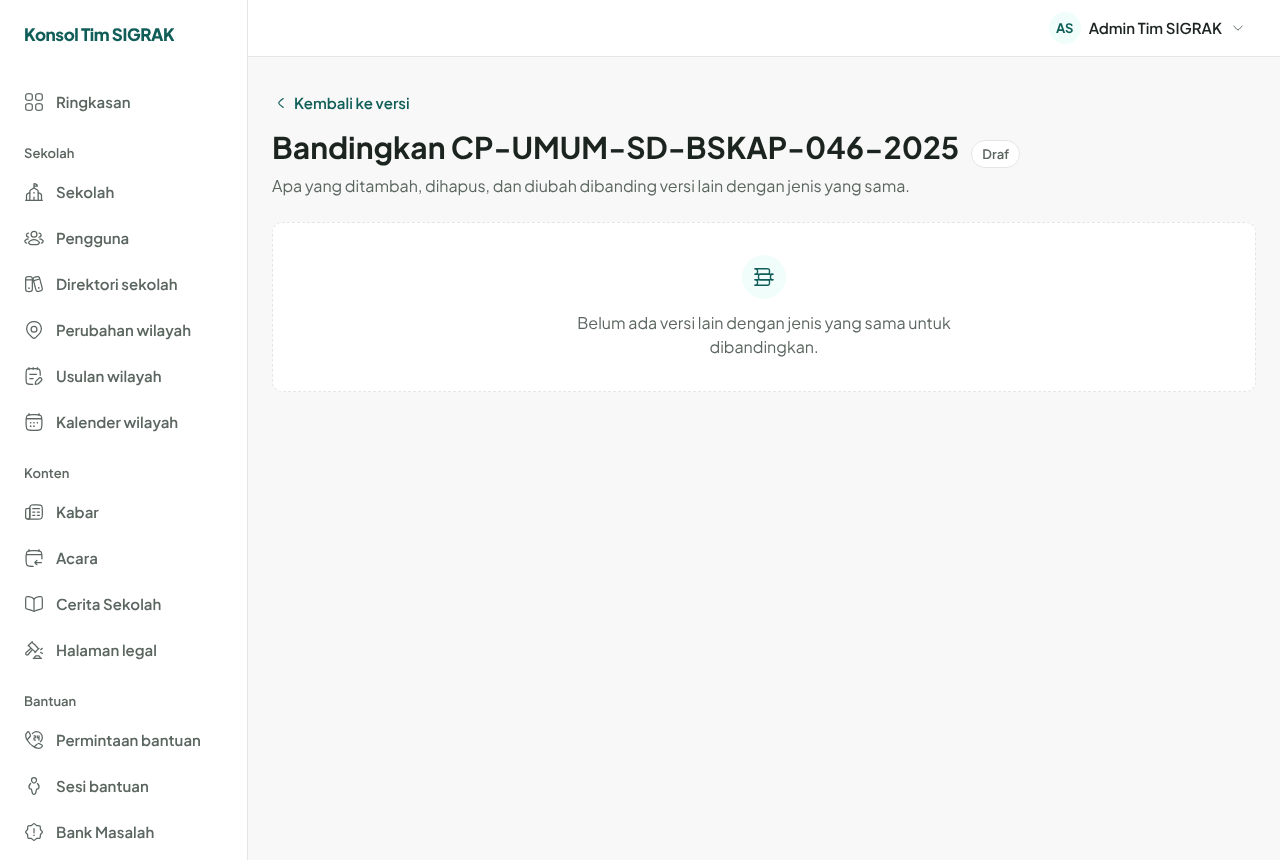 Konsol Tim SIGRAK
AS Admin Tim SIGRAK
Ringkasan
Sekolah
Sekolah
Pengguna
Direktori sekolah
Perubahan wilayah
Usulan wilayah
Kalender wilayah
Konten
Kabar
Acara
Cerita Sekolah
Halaman legal
Bantuan
Permintaan bantuan
Sesi bantuan
Bank Masalah
Kembali ke versi
Bandingkan CP-UMUM-SD-BSKAP-046-2025 Draf
Apa yang ditambah, dihapus, dan diubah dibanding versi lain dengan jenis yang sama.
Belum ada versi lain dengan jenis yang sama untuk
dibandingkan.